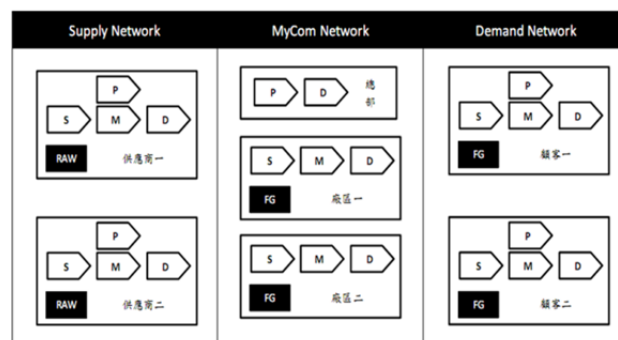 Supply Network
MyCom Network
Demand Network
P
S M D
RAW 供應商一
P
S M D
RAW 供應商二
P D 總部
S M D
FG 廠區一
S M D
FG 廠區二
P
S M D
FG 顧客一
P
S M D
FG 顧客二